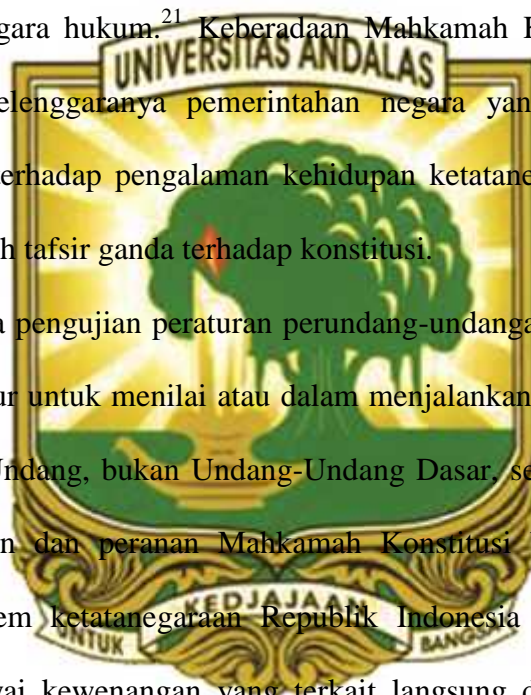 gara hukum.21 Keberadaan Mahkamah
UNIVERSITAS ANDALAS
elenggaranya pemerintahan negara yan
erhadap pengalaman kehidupan ketatane
h tafsir ganda terhadap konstitusi.
a pengujian peraturan perundang-undanga
ur untuk menilai atau dalam menjalankan
Undang, bukan Undang-Undang Dasar, se
n dan peranan Mahkamah Konstitusi
em ketatanegaraan Republik Indonesia
UNTUK KEDJAJAAN BANGSA
ai kewenangan yang terkait langsung